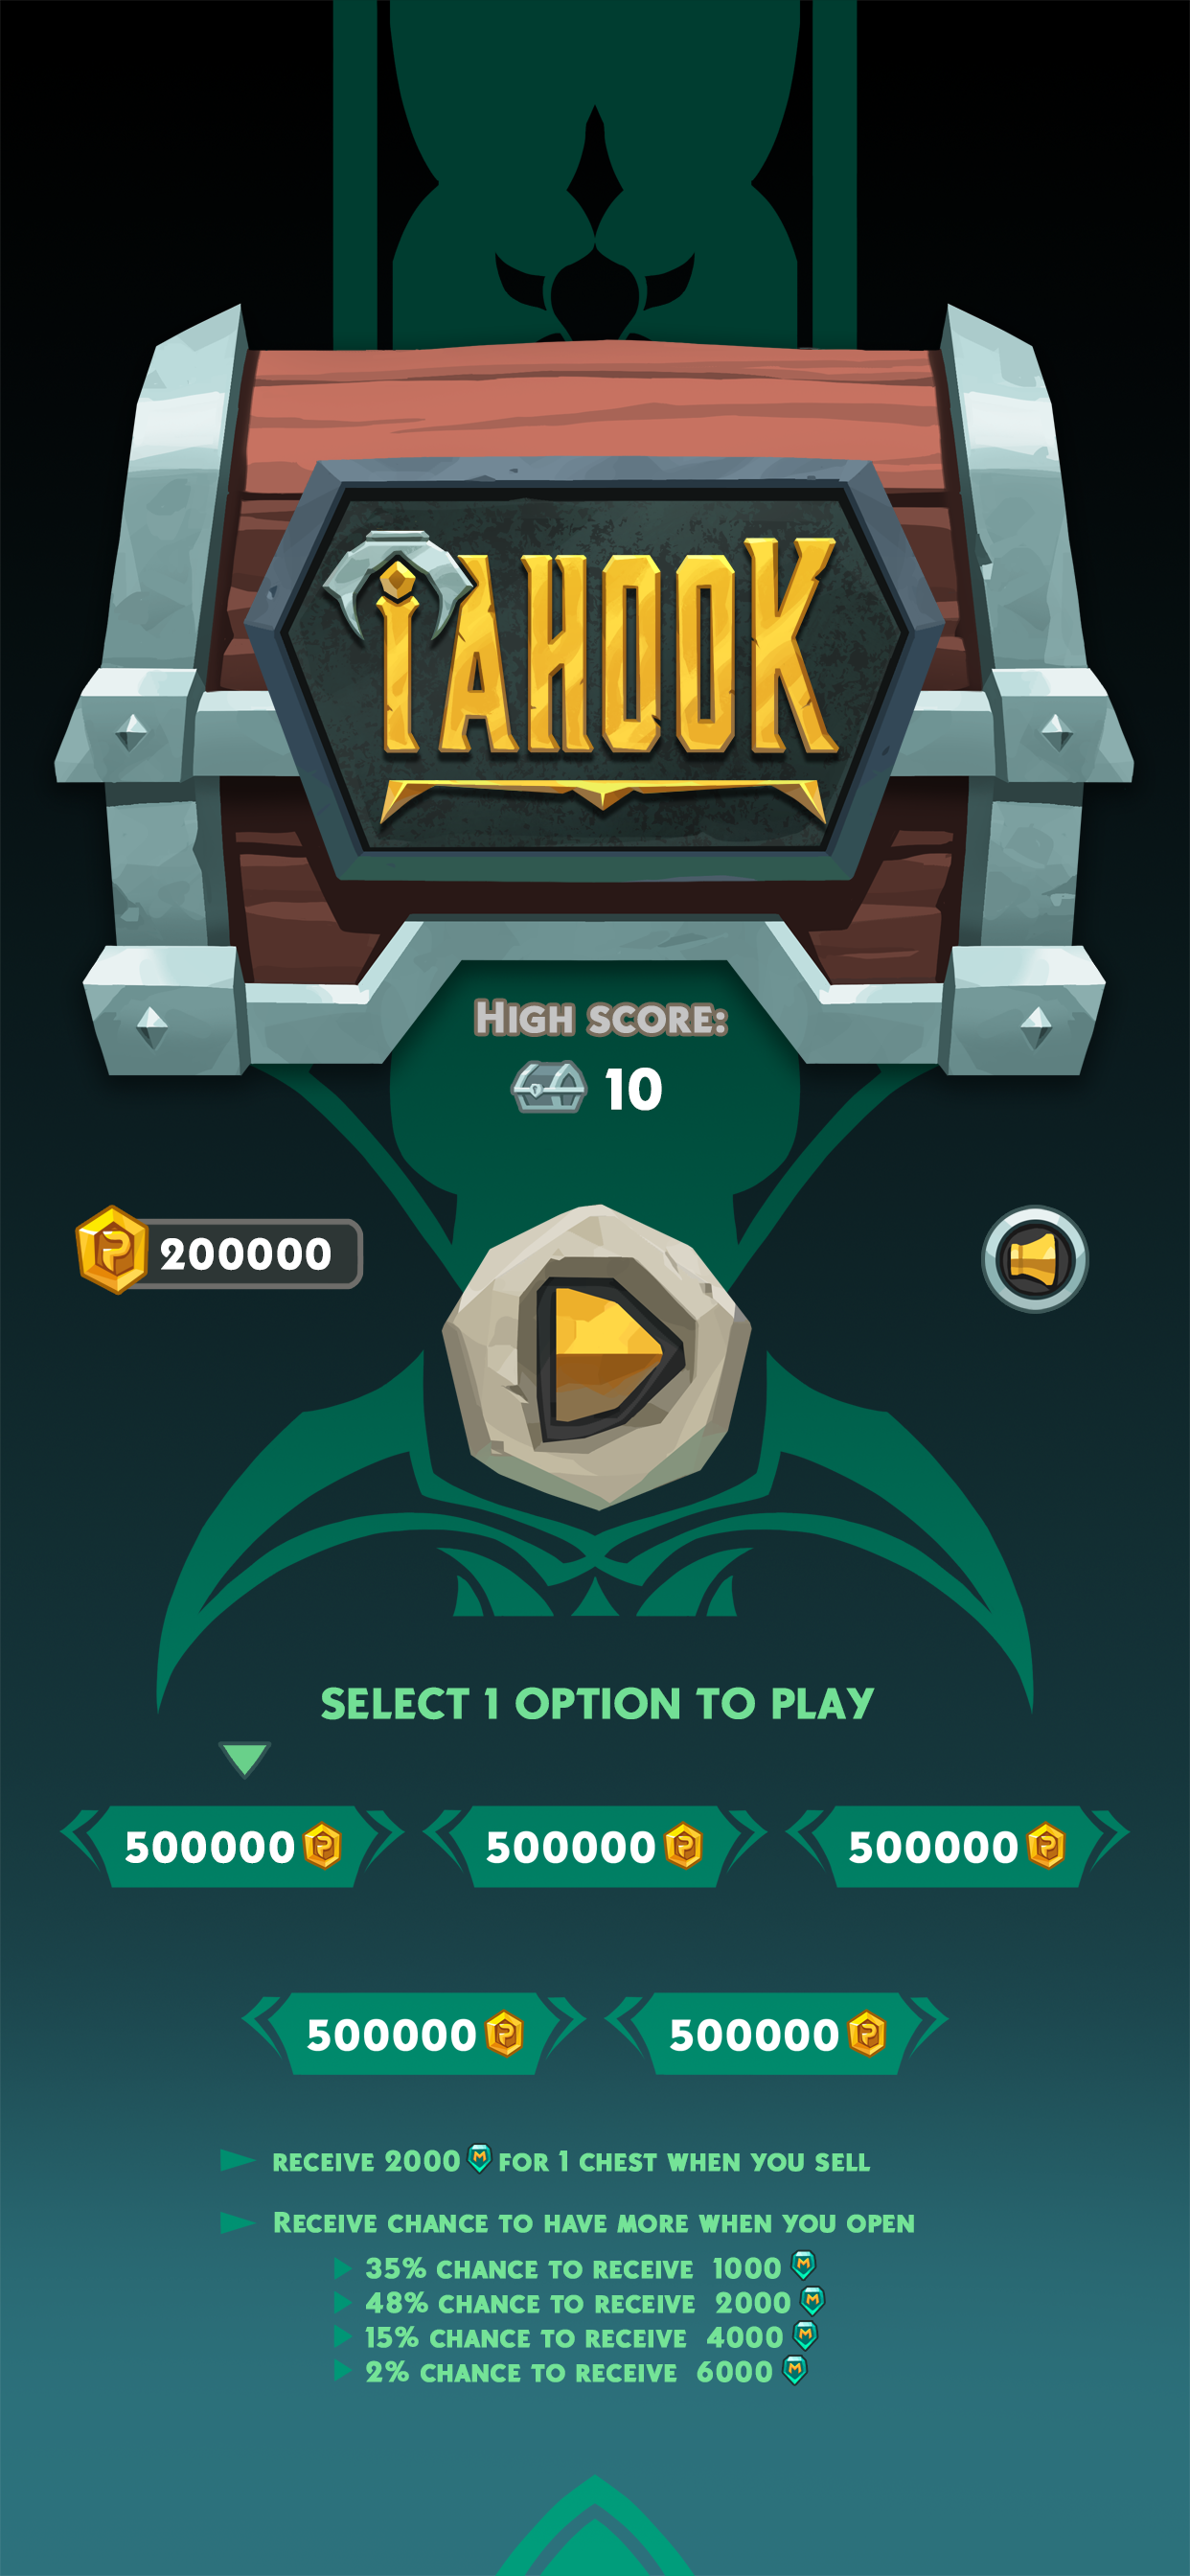 TAHOOK
HIGH SCORE:
10
200000
SELECT 1 OPTION TO PLAY
500000 500000 500000
500000 500000
RECEIVE 2000 M FOR 1 CHEST WHEN YOU SELL
RECEIVE CHANCE TO HAVE MORE WHEN YOU OPEN
35% CHANCE TO RECEIVE 1000 M
48% CHANCE TO RECEIVE 2000 M
15% CHANCE TO RECEIVE 4000 M
2% CHANCE TO RECEIVE 6000 M